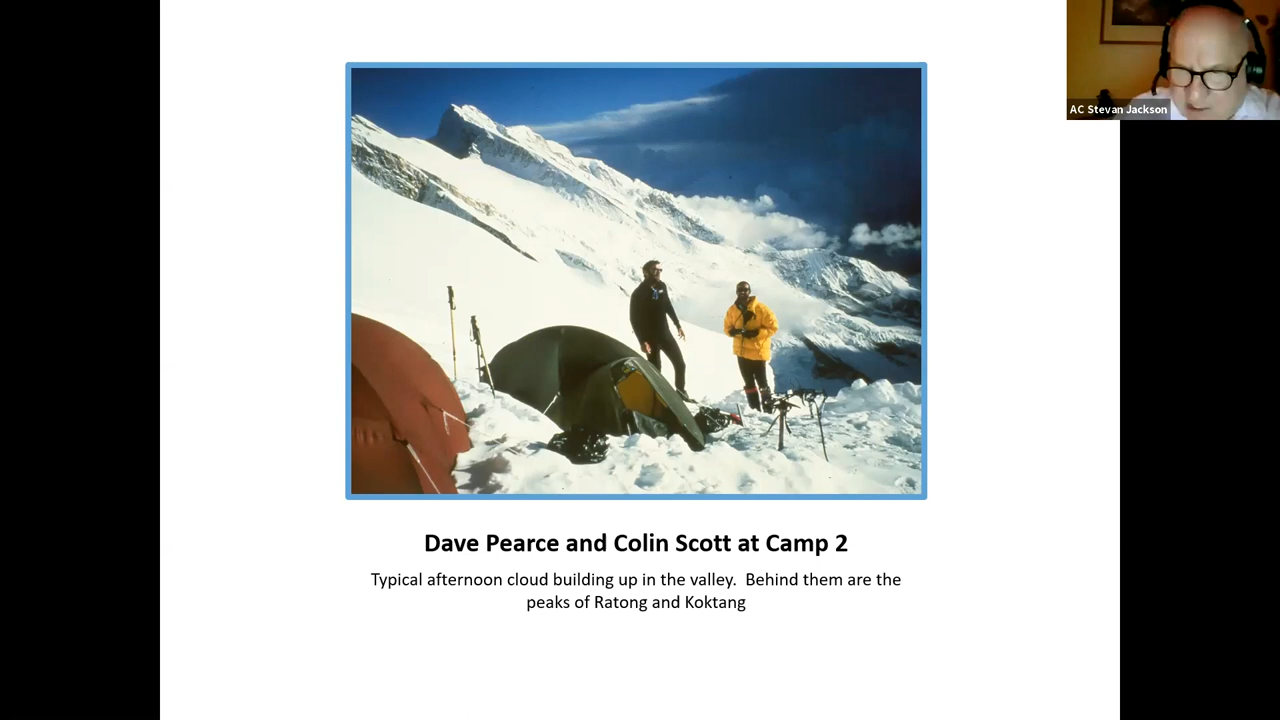 AC Stevan Jackson
Dave Pearce and Colin Scott at Camp 2
Typical afternoon cloud building up in the valley.  Behind them are the
peaks of Ratong and Koktang